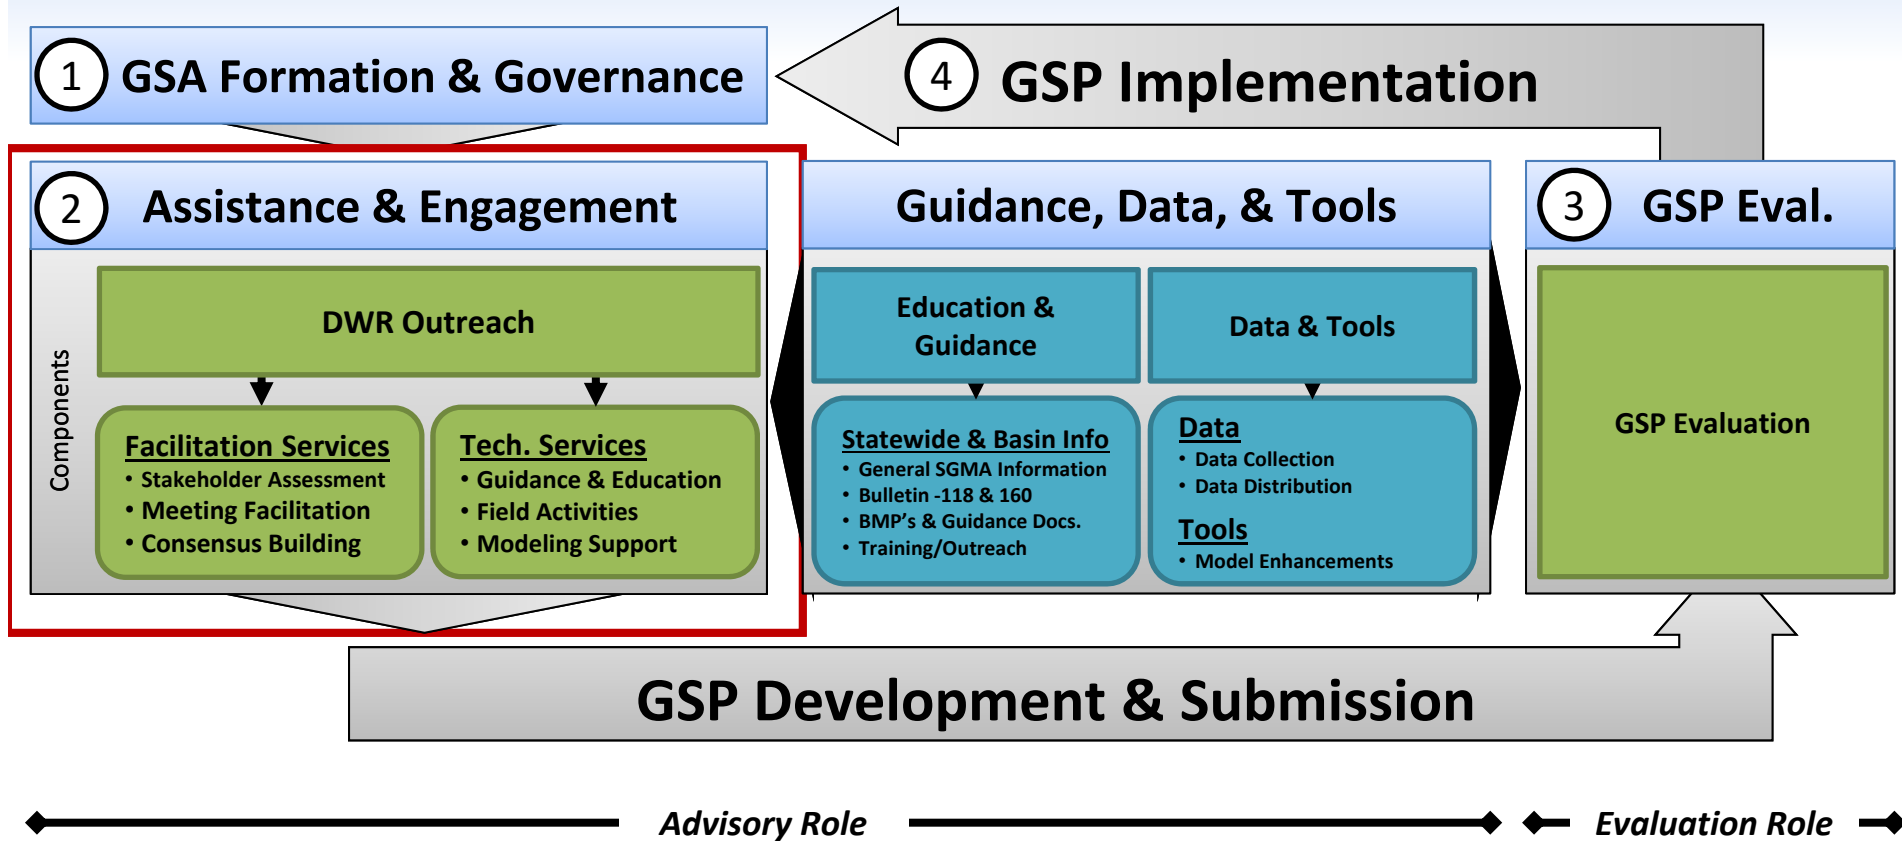 1 GSA Formation & Governance
4 GSP Implementation
2 Assistance & Engagement
Components
DWR Outreach
Facilitation Services
• Stakeholder Assessment
• Meeting Facilitation
• Consensus Building
Tech. Services
• Guidance & Education
• Field Activities
• Modeling Support
Guidance, Data, & Tools
Education &
Guidance
Statewide & Basin Info
• General SGMA Information
• Bulletin -118 & 160
• BMP's & Guidance Docs.
• Training/Outreach
Data & Tools
Data
• Data Collection
• Data Distribution
Tools
• Model Enhancements
3 GSP Eval.
GSP Evaluation
GSP Development & Submission
Advisory Role
Evaluation Role